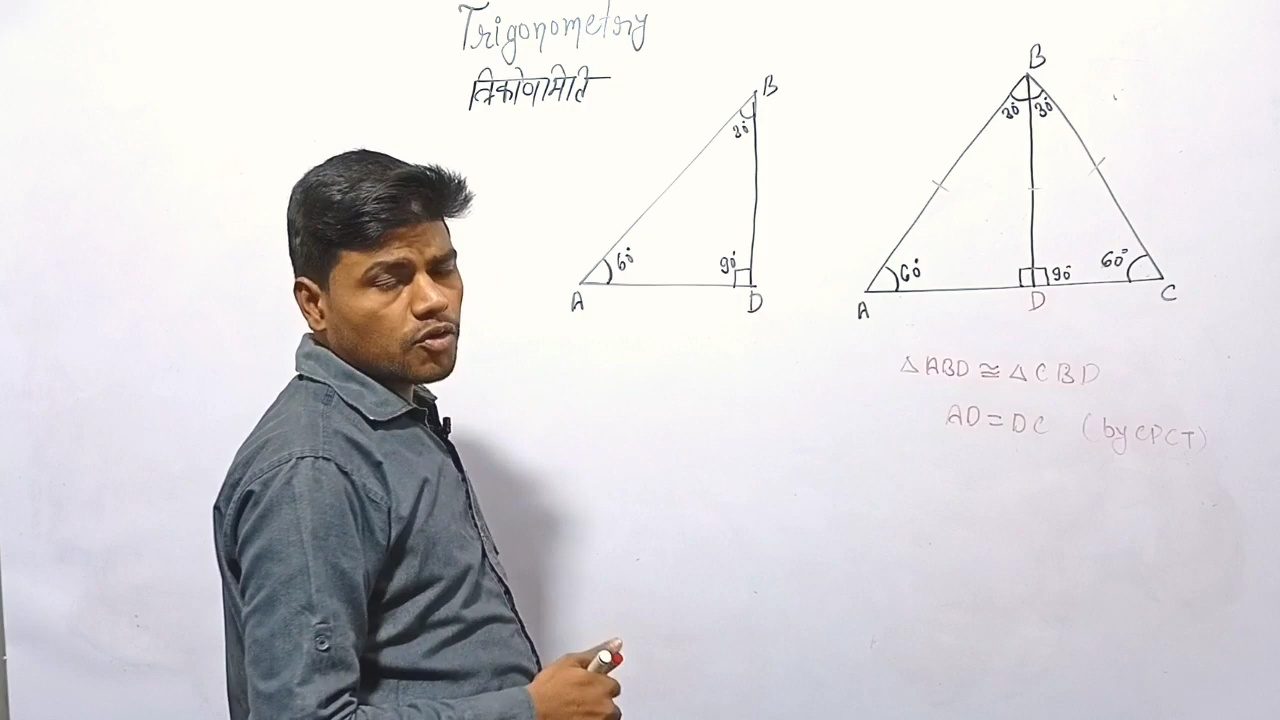 Trigonometry
त्रिकोणमिति
B
30°
60°
90°
A
D
B
30° 30°
60°
90°
60°
A
D
C
△ABD ≅ △CBD
AD = DC (by CPCT)